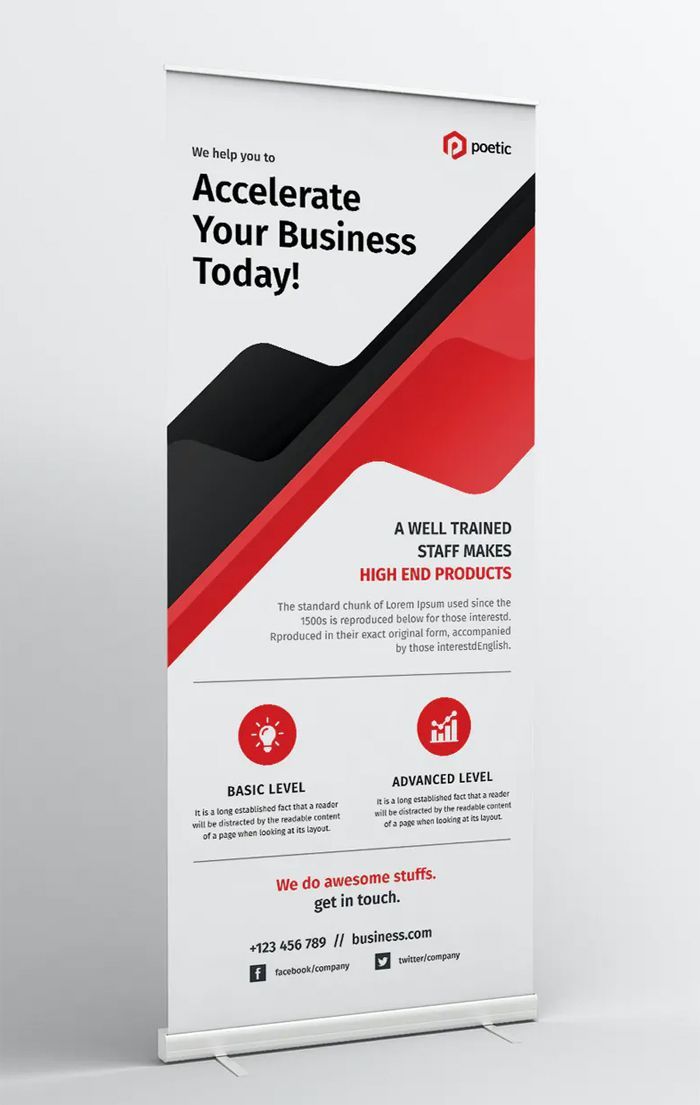 poetic
We help you to
Accelerate
Your Business
Today!
A WELL TRAINED
STAFF MAKES
HIGH END PRODUCTS
The standard chunk of Lorem Ipsum used since the
1500s is reproduced below for those interestd.
Rproduced in their exact original form, accompanied
by those interestdEnglish.
BASIC LEVEL
It is a long established fact that a reader
will be distracted by the readable content
of a page when looking at its layout.
ADVANCED LEVEL
It is a long established fact that a reader
will be distracted by the readable content
of a page when looking at its layout.
We do awesome stuffs.
get in touch.
+123 456 789 // business.com
facebook/company
twitter/company